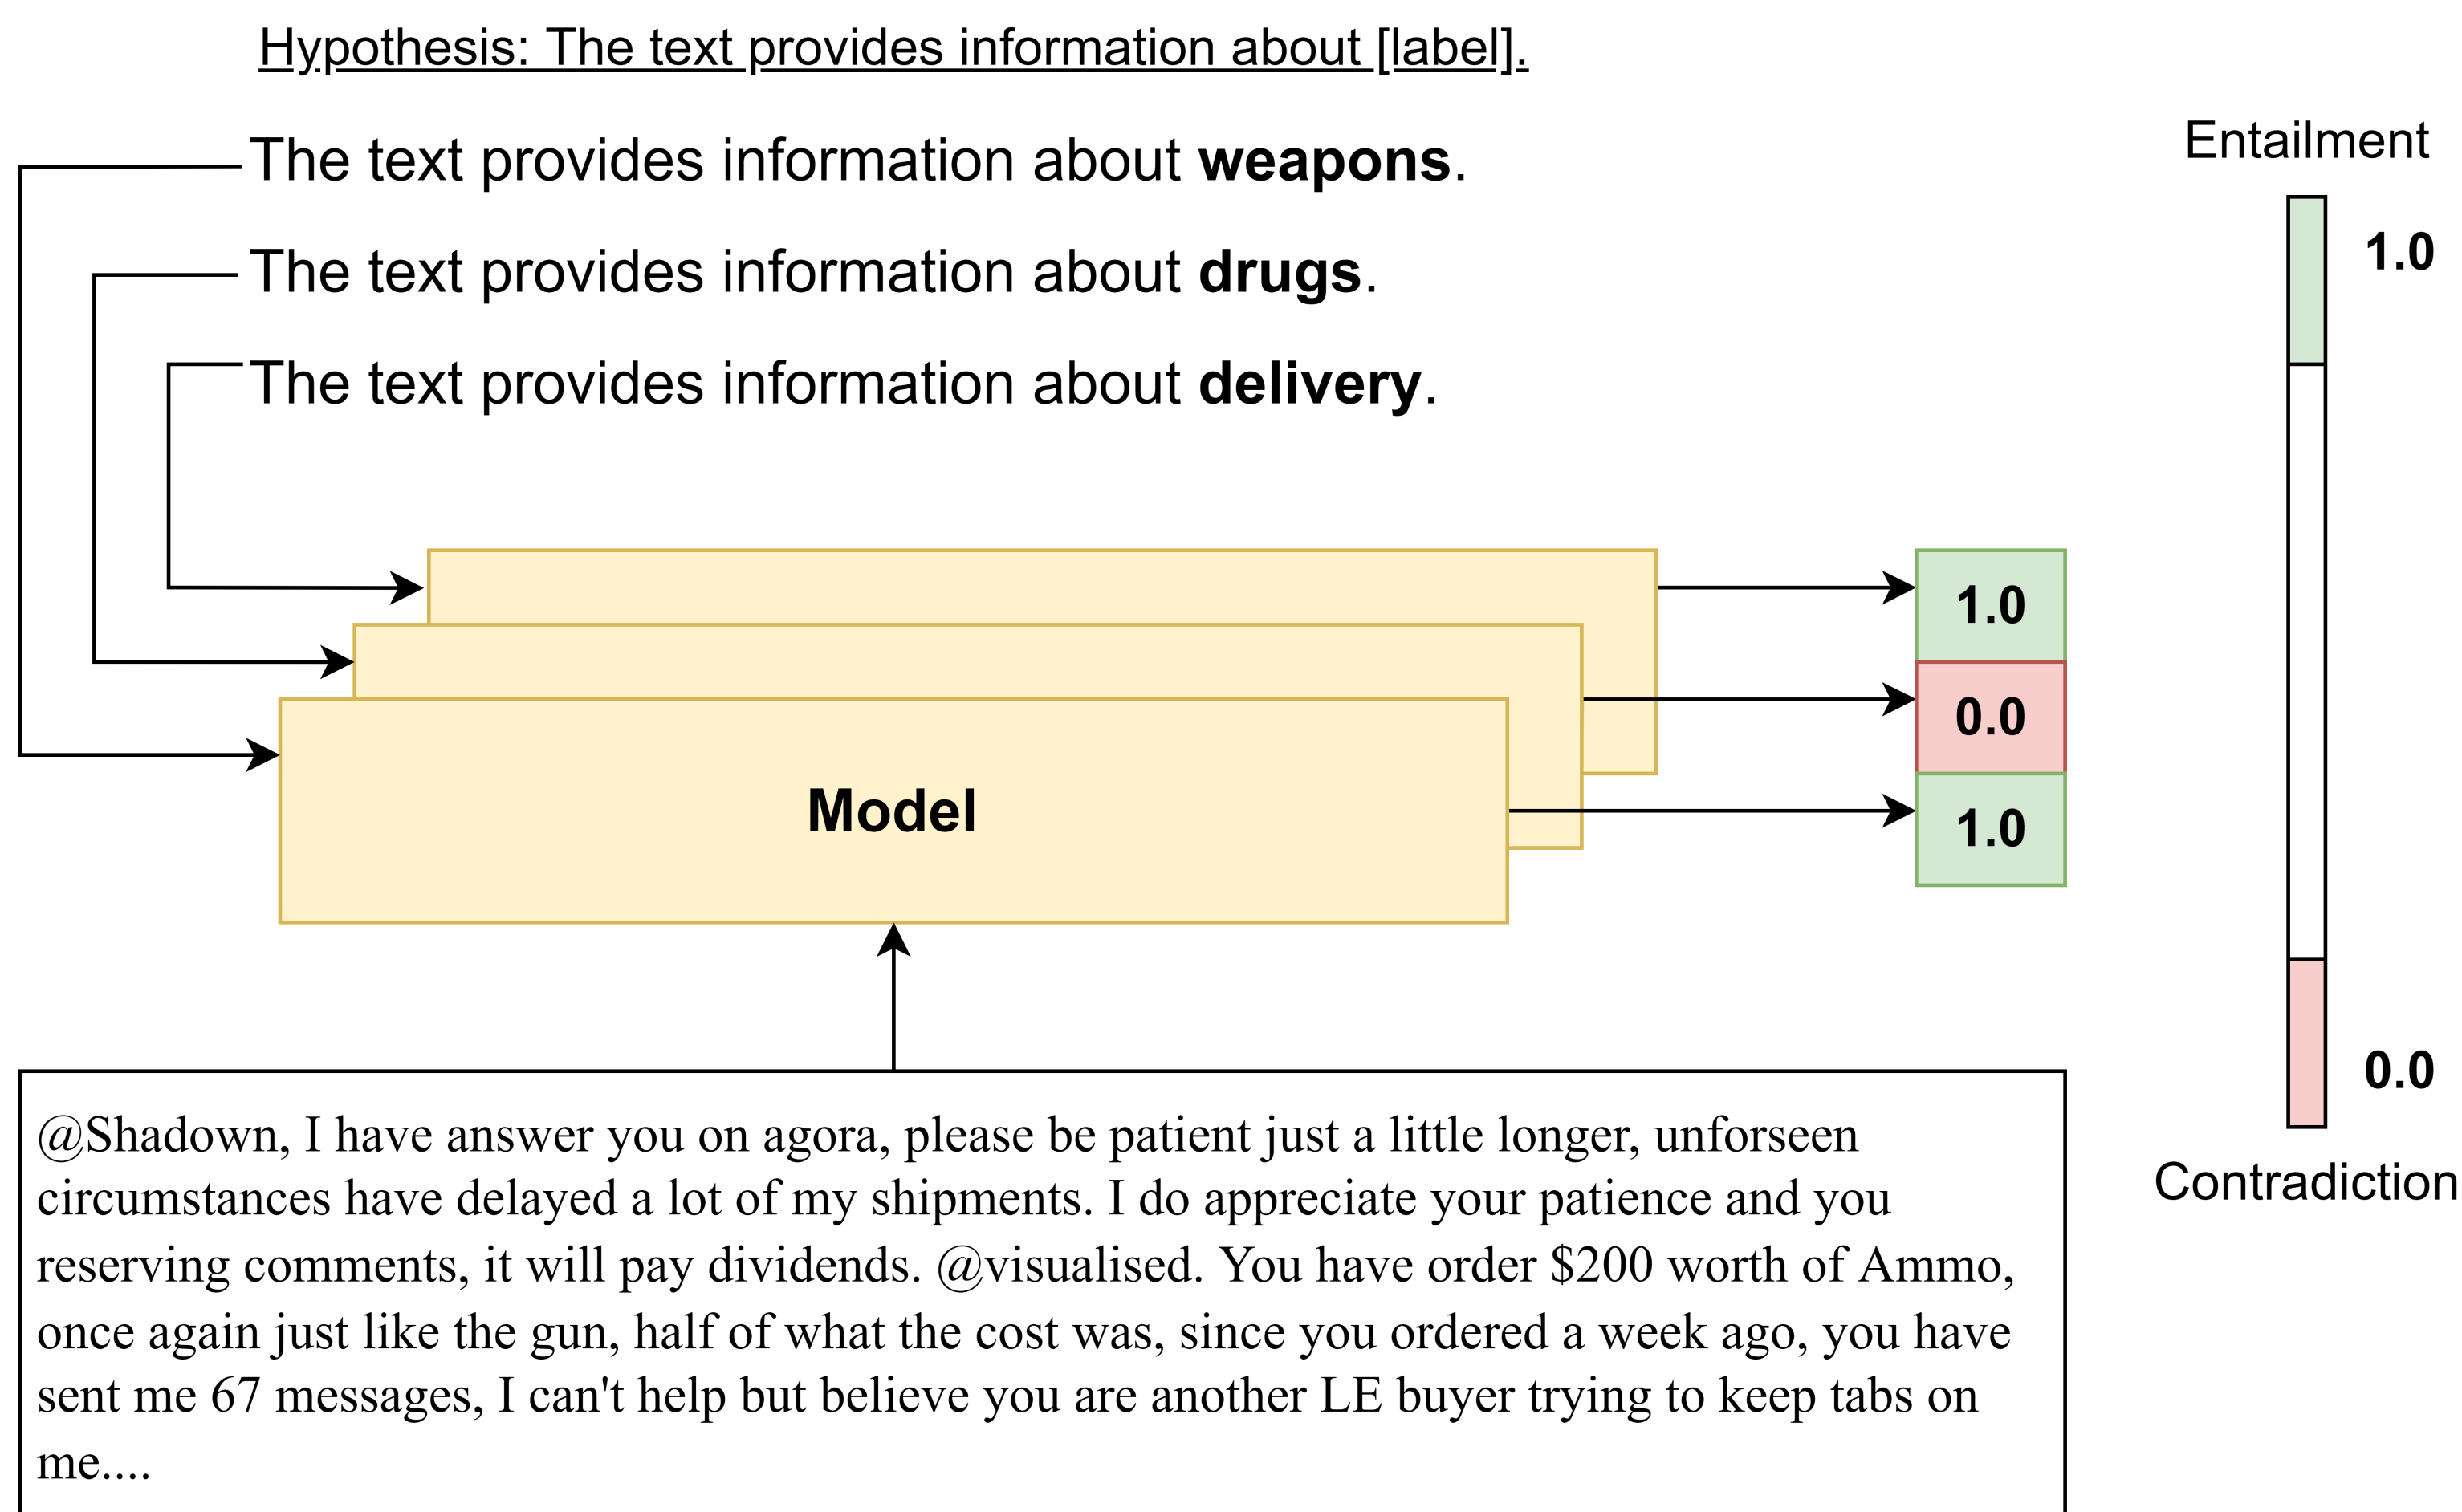 Hypothesis: The text provides information about [label].
The text provides information about weapons.
The text provides information about drugs.
The text provides information about delivery.
Entailment
1.0
1.0
0.0
1.0
Model
0.0
Contradiction
@Shadown, I have answer you on agora, please be patient just a little longer, unforseen
circumstances have delayed a lot of my shipments. I do appreciate your patience and you
reserving comments, it will pay dividends. @visualised. You have order $200 worth of Ammo,
once again just like the gun, half of what the cost was, since you ordered a week ago, you have
sent me 67 messages, I can't help but believe you are another LE buyer trying to keep tabs on
me....